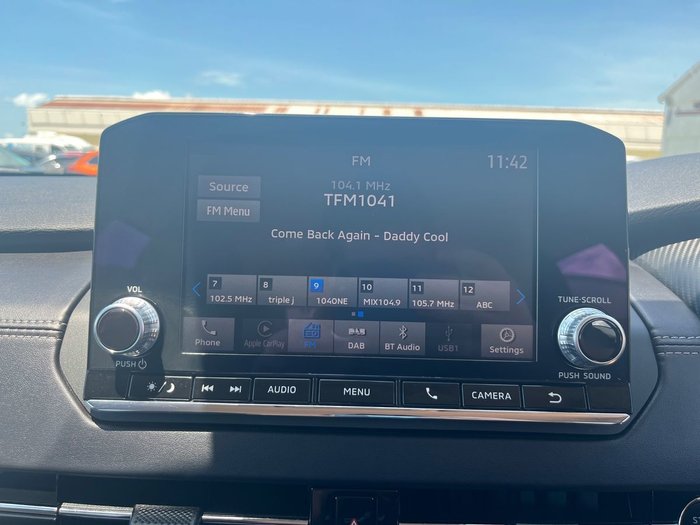 FM
11:42
Source
104.1 MHz
TFM1041
FM Menu
Come Back Again - Daddy Cool
7 8 9 10 11 12
102.5 MHz triple j 104ONE MIX104.9 105.7 MHz ABC
Phone Apple CarPlay FM DAB BT Audio USB1 Settings
VOL
PUSH
TUNE·SCROLL
PUSH SOUND
AUDIO MENU CAMERA